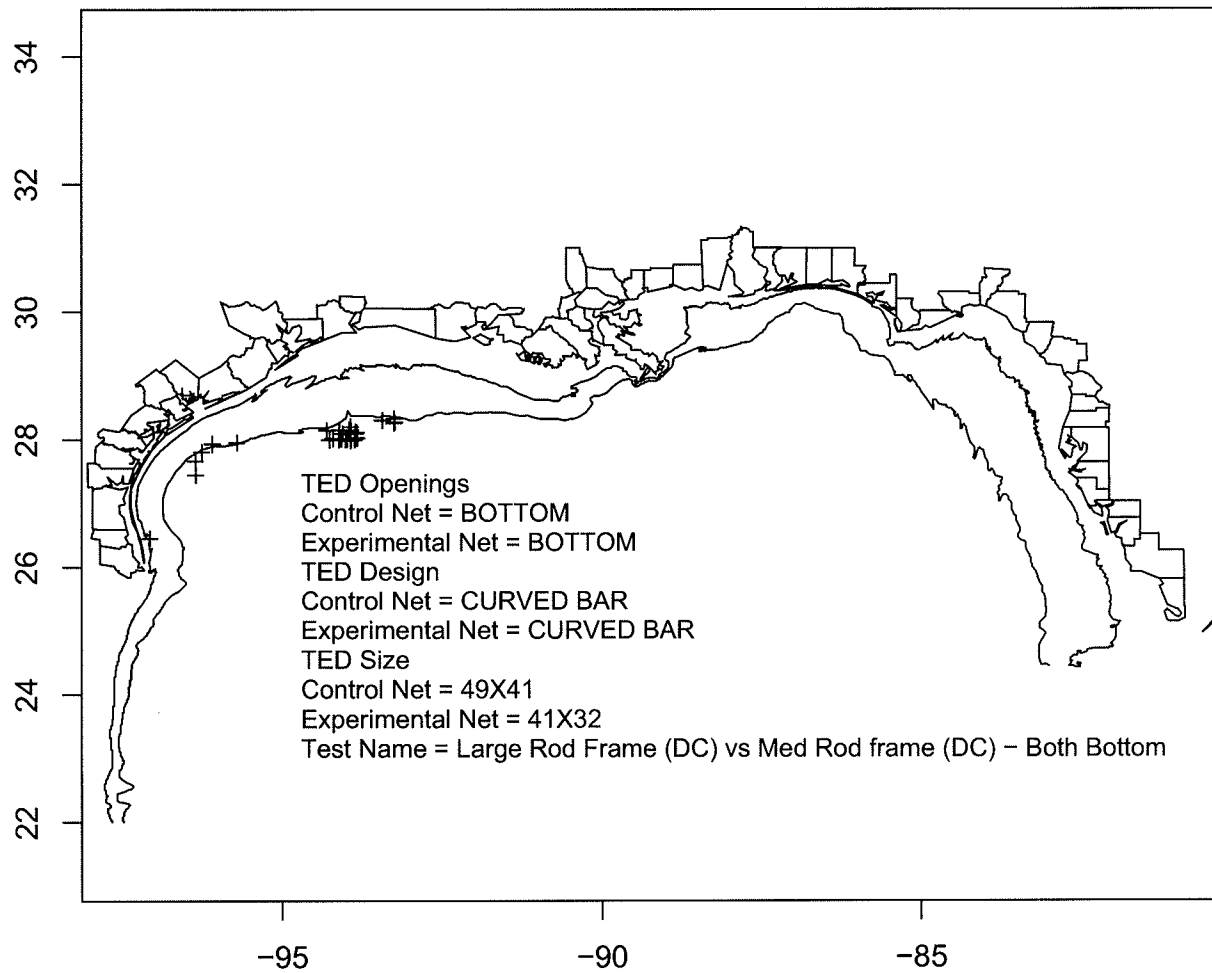 34
32
30
28
26
24
22
TED Openings
Control Net = BOTTOM
Experimental Net = BOTTOM
TED Design
Control Net = CURVED BAR
Experimental Net = CURVED BAR
TED Size
Control Net = 49X41
Experimental Net = 41X32
Test Name = Large Rod Frame (DC) vs Med Rod frame (DC) − Both Bottom
−95
−90
−85